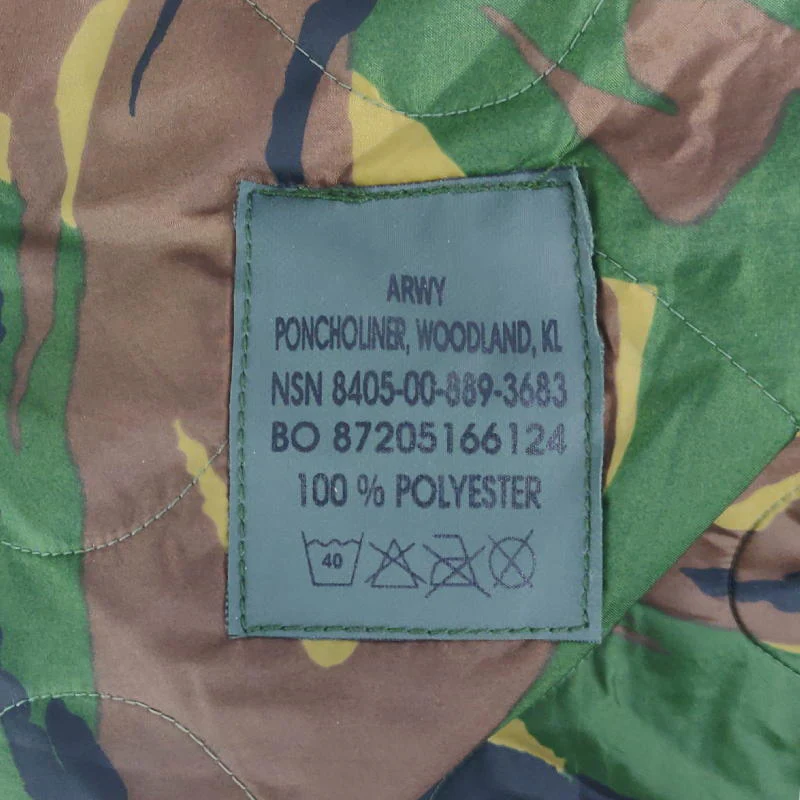 ARWY
PONCHOLINER, WOODLAND, KL
NSN 8405-00-889-3683
BO 87205166124
100 % POLYESTER
40